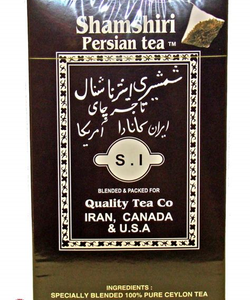 Shamshiri
Persian tea TM
شمشیری اینترناشنال
تاجر چای
ایران کانادا آمریکا
S.I
BLENDED & PACKED FOR
Quality Tea Co
IRAN, CANADA
& U.S.A
INGREDIENTS :
SPECIALLY BLENDED 100% PURE CEYLON TEA